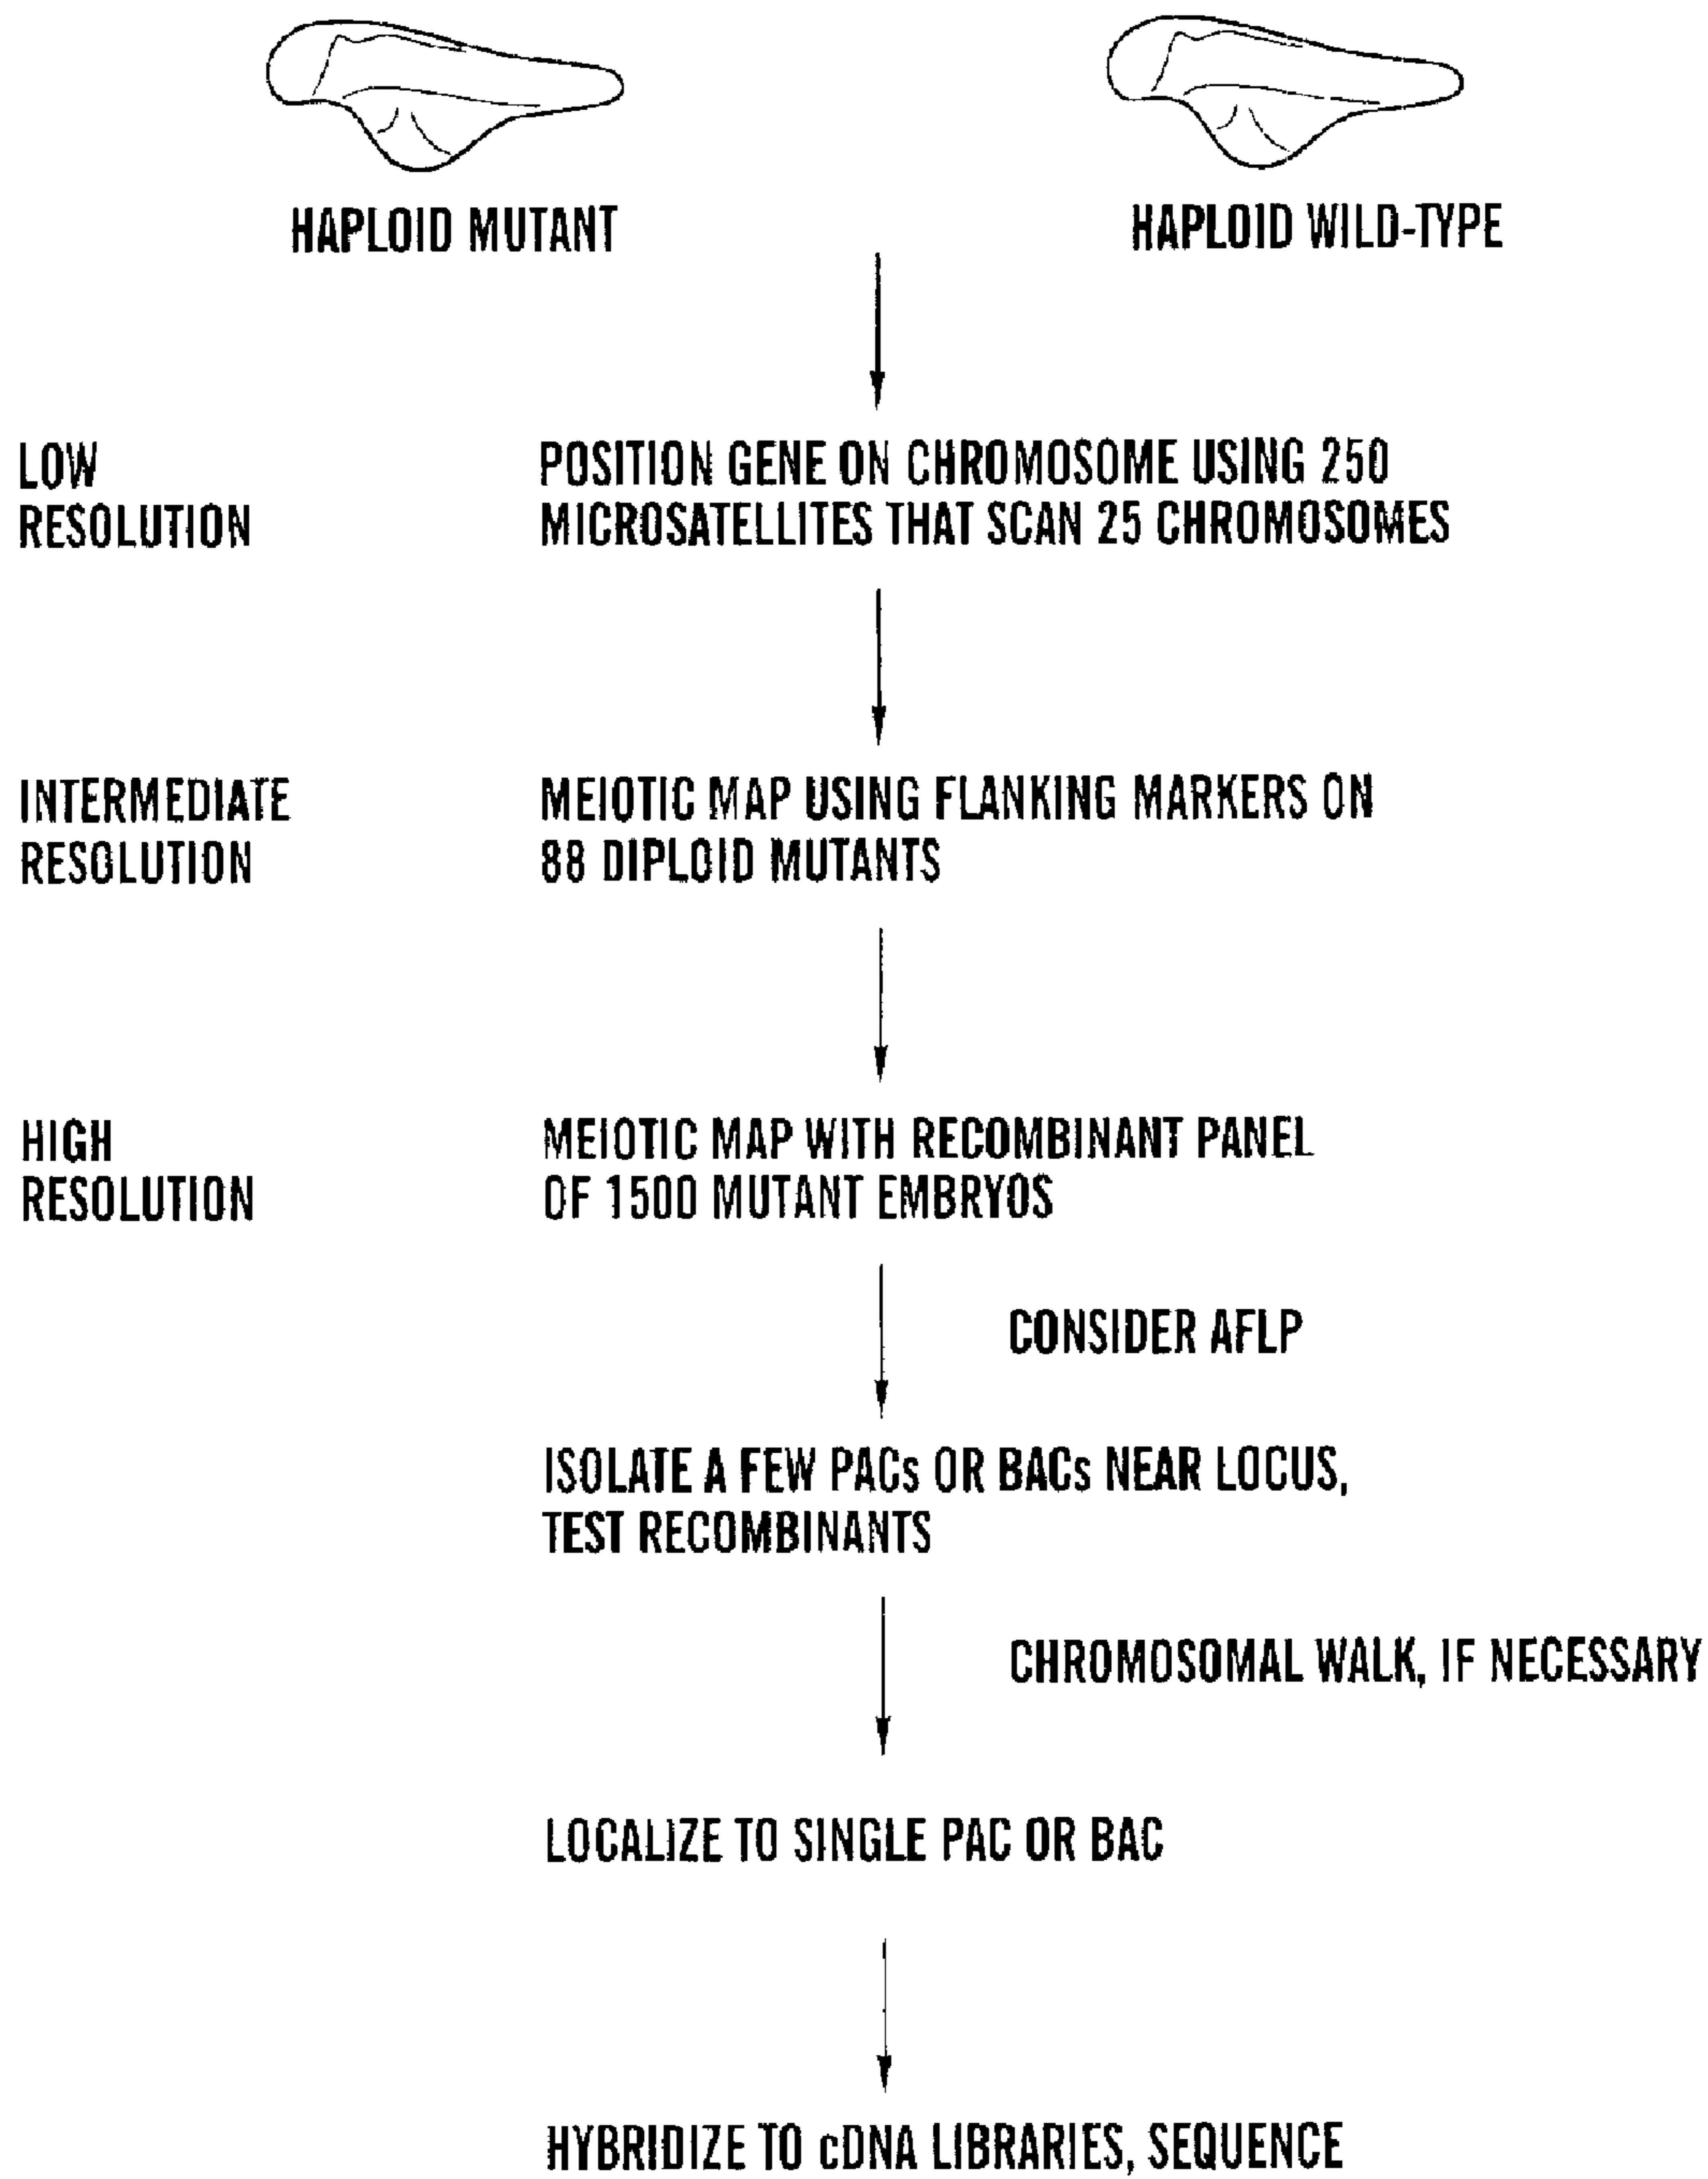 HAPLOID MUTANT
HAPLOID WILD-TYPE
LOW
RESOLUTION
POSITION GENE ON CHROMOSOME USING 250
MICROSATELLITES THAT SCAN 25 CHROMOSOMES
INTERMEDIATE
RESOLUTION
MEIOTIC MAP USING FLANKING MARKERS ON
88 DIPLOID MUTANTS
HIGH
RESOLUTION
MEIOTIC MAP WITH RECOMBINANT PANEL
OF 1500 MUTANT EMBRYOS
CONSIDER AFLP
ISOLATE A FEW PACs OR BACs NEAR LOCUS,
TEST RECOMBINANTS
CHROMOSOMAL WALK, IF NECESSARY
LOCALIZE TO SINGLE PAC OR BAC
HYBRIDIZE TO cDNA LIBRARIES, SEQUENCE